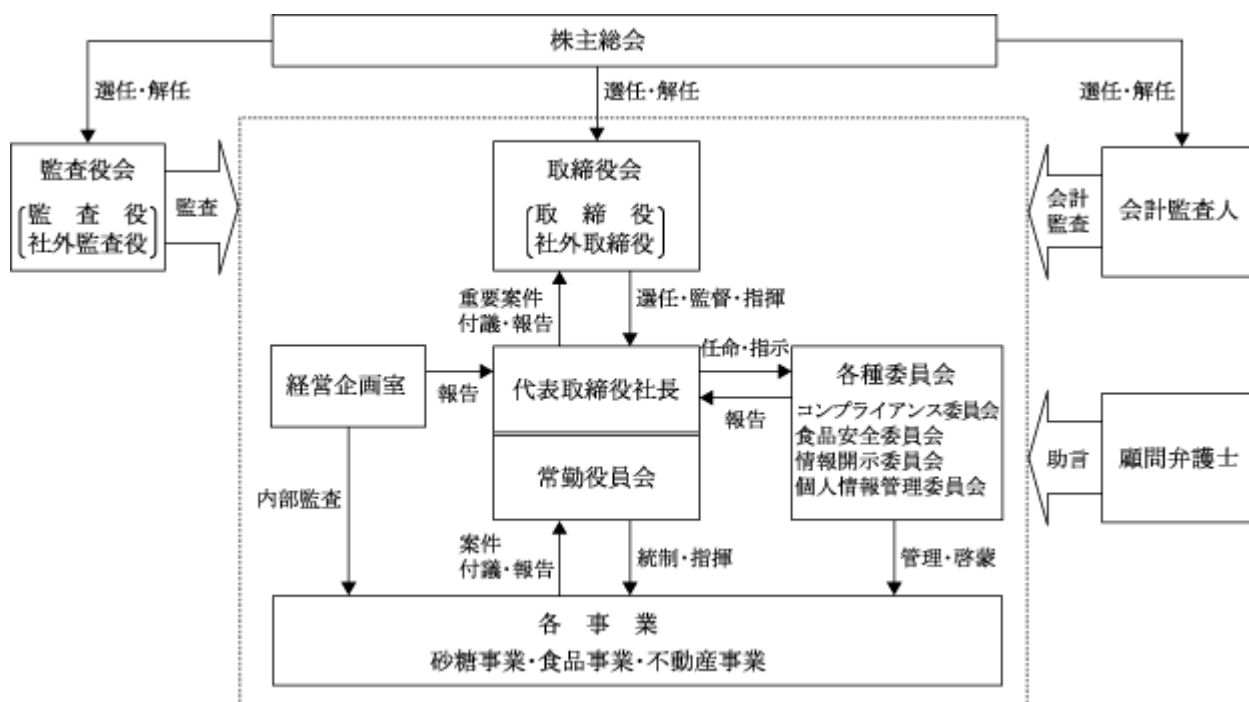 株主総会
選任・解任
選任・解任
選任・解任
監査役会
監　査　役
社外監査役
監査
取締役会
取　締　役
社外取締役
会計
監査
会計監査人
重要案件
付議・報告
選任・監督・指揮
経営企画室
報告
代表取締役社長
常勤役員会
任命・指示
報告
各種委員会
コンプライアンス委員会
食品安全委員会
情報開示委員会
個人情報管理委員会
助言
顧問弁護士
内部監査
案件
付議・報告
統制・指揮
管理・啓蒙
各　事　業
砂糖事業・食品事業・不動産事業